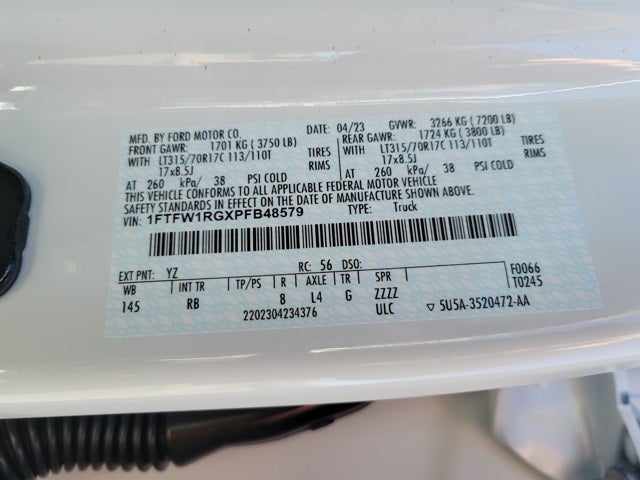 MFD. BY FORD MOTOR CO. DATE: 04/23 GVWR: 3266 KG ( 7200 LB)
FRONT GAWR: 1701 KG ( 3750 LB) REAR GAWR: 1724 KG ( 3800 LB)
WITH LT315/70R17C 113/110T TIRES WITH LT315/70R17C 113/110T TIRES
17x8.5J RIMS 17x8.5J RIMS
AT 260 kPa/ 38 PSI COLD AT 260 kPa/ 38 PSI COLD
THIS VEHICLE CONFORMS TO ALL APPLICABLE FEDERAL MOTOR VEHICLE
SAFETY STANDARDS IN EFFECT ON THE DATE OF MANUFACTURE SHOWN ABOVE.
VIN: 1FTFW1RGXPFB48579 TYPE: Truck
EXT PNT: YZ RC: 56 DSO: F0066
WB INT TR TP/PS R AXLE TR SPR T0245
145 RB 8 L4 G ZZZZ
2202304234376 ULC ▽ 5U5A-3520472-AA